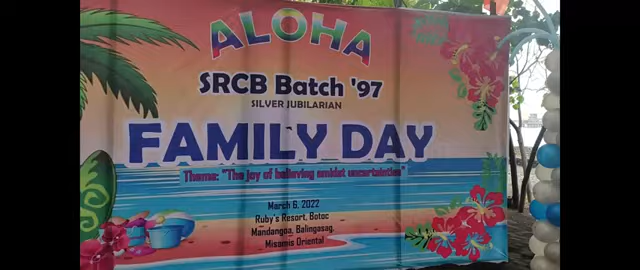 ALOHA
SRCB Batch '97
SILVER JUBILARIAN
FAMILY DAY
Theme: "The joy of believing amidst uncertainties"
March 6, 2022
Ruby's Resort, Botoc
Mandangoa, Balingasag,
Misamis Oriental